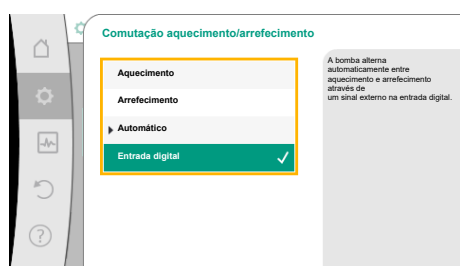 Comutação aquecimento/arrefecimento
Aquecimento
Arrefecimento
Automático
Entrada digital
A bomba alterna
automaticamente entre
aquecimento e arrefecimento
através de
um sinal externo na entrada digital.
?